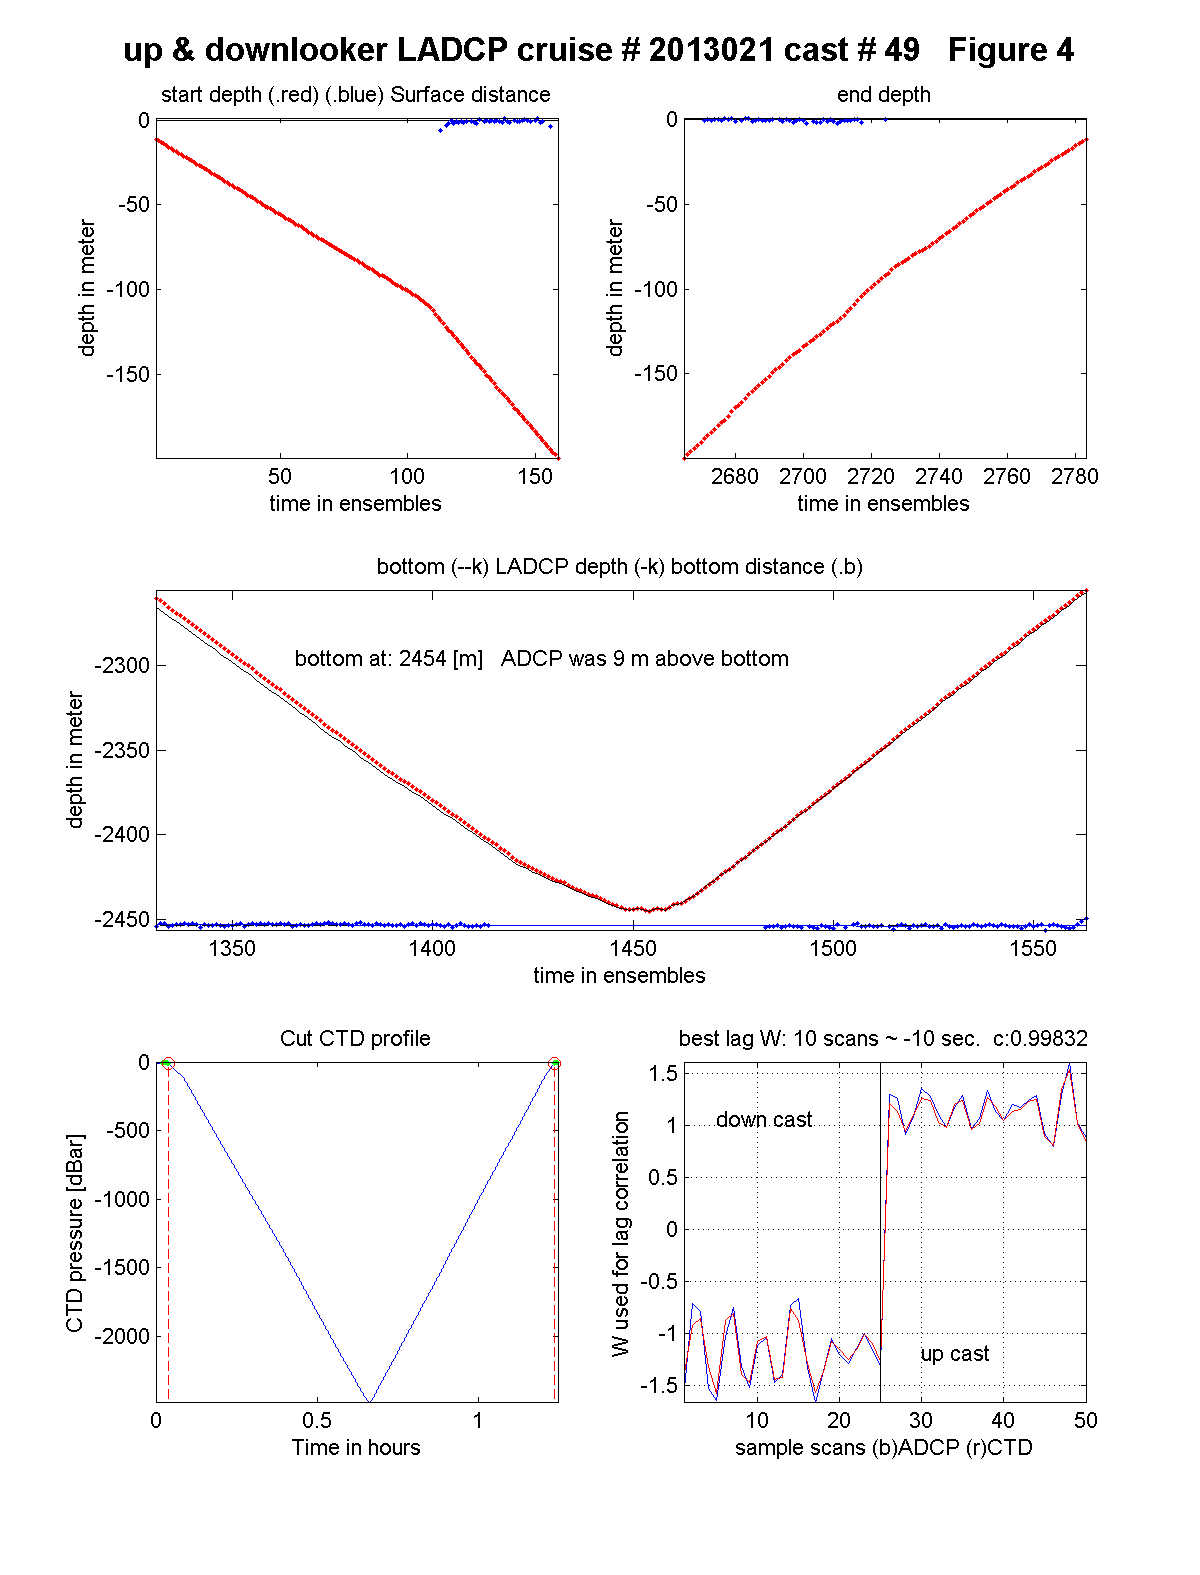 up & downlooker LADCP cruise # 2013021 cast # 49   Figure 4
start depth (.red) (.blue) Surface distance
0
-50
-100
-150
depth in meter
50 100 150
time in ensembles
end depth
0
-50
-100
-150
depth in meter
2680 2700 2720 2740 2760 2780
time in ensembles
bottom (--k) LADCP depth (-k) bottom distance (.b)
bottom at: 2454 [m]   ADCP was 9 m above bottom
-2300
-2350
-2400
-2450
depth in meter
1350 1400 1450 1500 1550
time in ensembles
Cut CTD profile
0
-500
-1000
-1500
-2000
CTD pressure [dBar]
0 0.5 1
Time in hours
best lag W: 10 scans ~ -10 sec.  c:0.99832
1.5
1
0.5
0
-0.5
-1
-1.5
W used for lag correlation
down cast
up cast
10 20 30 40 50
sample scans (b)ADCP (r)CTD